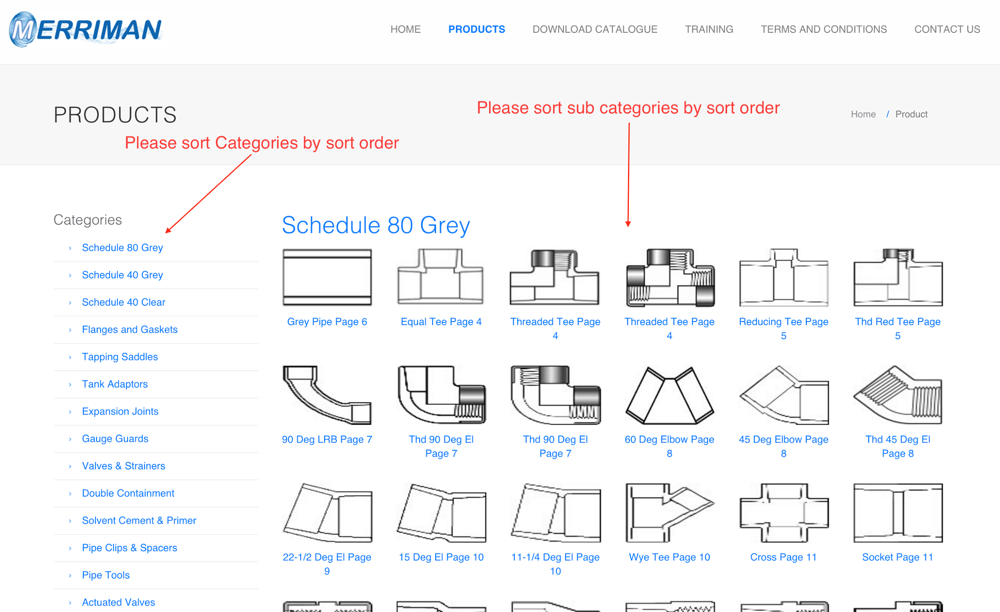 MERRIMAN
HOME PRODUCTS DOWNLOAD CATALOGUE TRAINING TERMS AND CONDITIONS CONTACT US
PRODUCTS
Please sort sub categories by sort order
Home / Product
Please sort Categories by sort order
Categories
› Schedule 80 Grey
› Schedule 40 Grey
› Schedule 40 Clear
› Flanges and Gaskets
› Tapping Saddles
› Tank Adaptors
› Expansion Joints
› Gauge Guards
› Valves & Strainers
› Double Containment
› Solvent Cement & Primer
› Pipe Clips & Spacers
› Pipe Tools
› Actuated Valves
Schedule 80 Grey
Grey Pipe Page 6
Equal Tee Page 4
Threaded Tee Page
4
Threaded Tee Page
4
Reducing Tee Page
5
Thd Red Tee Page
5
90 Deg LRB Page 7
Thd 90 Deg El
Page 7
Thd 90 Deg El
Page 7
60 Deg Elbow Page
8
45 Deg Elbow Page
8
Thd 45 Deg El
Page 8
22-1/2 Deg El Page
9
15 Deg El Page 10
11-1/4 Deg El Page
10
Wye Tee Page 10
Cross Page 11
Socket Page 11